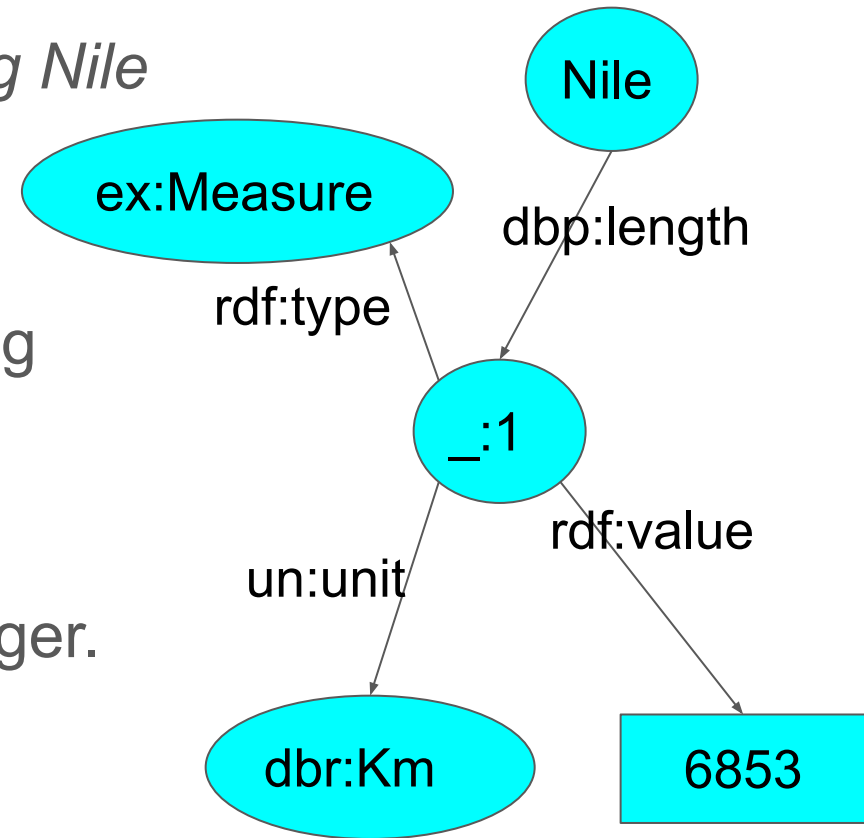 g Nile
Nile
ex:Measure
dbp:length
rdf:type
g
_:1
rdf:value
un:unit
ger.
dbr:Km
6853